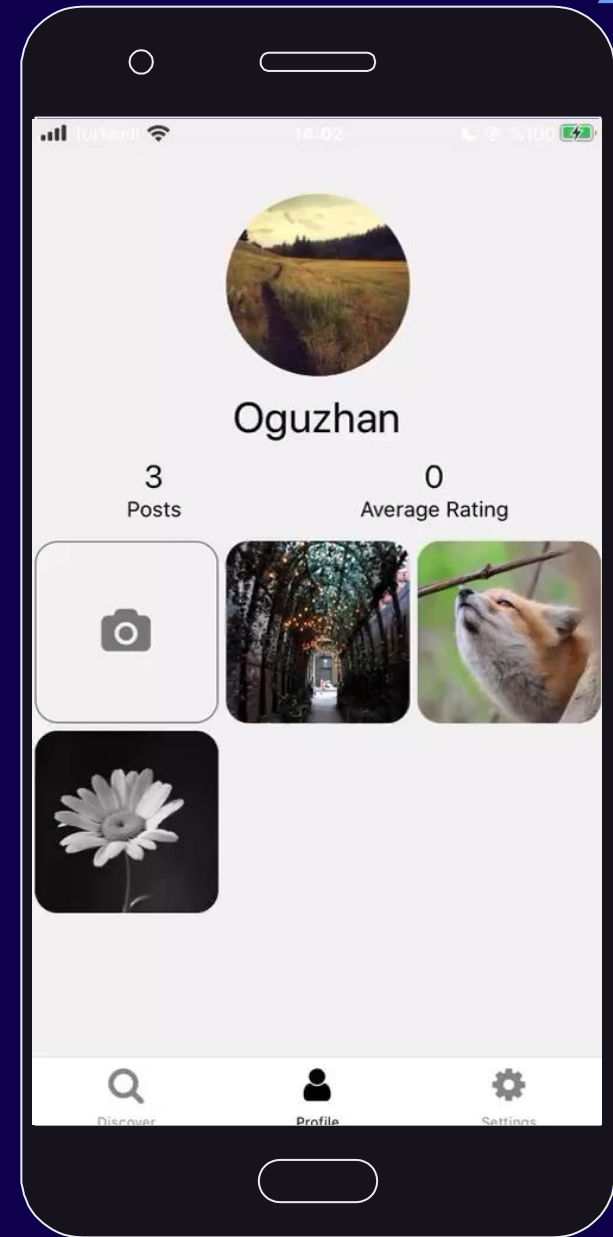 Turkcell 14:02 %100
Oguzhan
3 0
Posts Average Rating
Discover Profile Settings